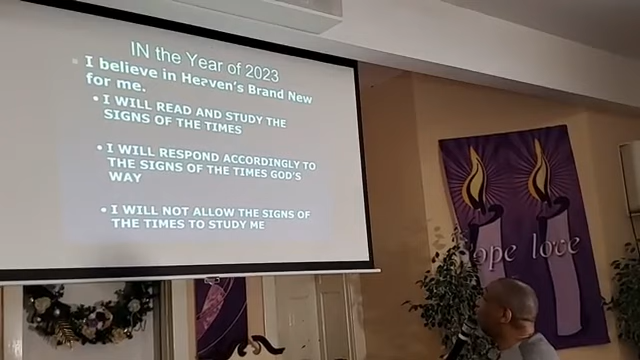 IN the Year of 2023
I believe in Heaven's Brand New
for me.
• I WILL READ AND STUDY THE
SIGNS OF THE TIMES
• I WILL RESPOND ACCORDINGLY TO
THE SIGNS OF THE TIMES GOD'S
WAY
• I WILL NOT ALLOW THE SIGNS OF
THE TIMES TO STUDY ME
hope love